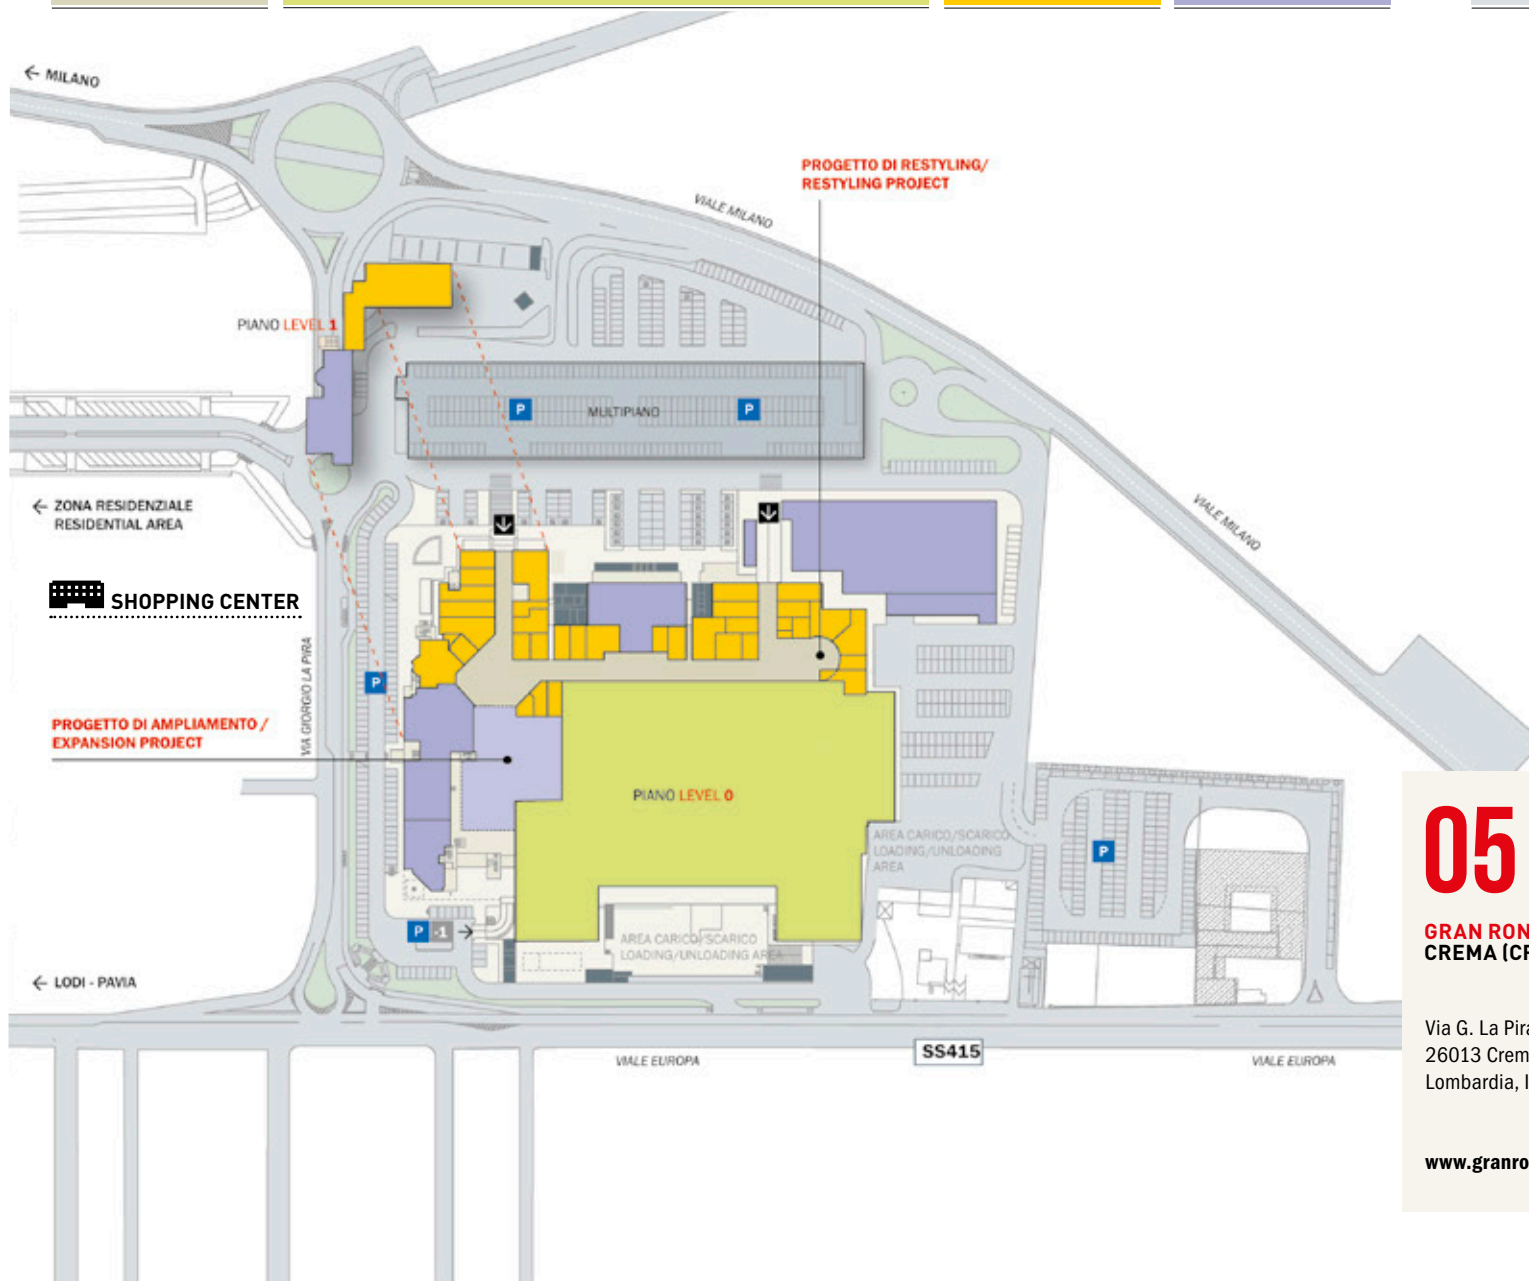 ← MILANO
PROGETTO DI RESTYLING/
RESTYLING PROJECT
VIALE MILANO
PIANO LEVEL 1
P
MULTIPIANO
P
← ZONA RESIDENZIALE
RESIDENTIAL AREA
VIALE MILANO
SHOPPING CENTER
VIA GIORGIO LA PIRA
P
PROGETTO DI AMPLIAMENTO /
EXPANSION PROJECT
PIANO LEVEL 0
AREA CARICO/SCARICO
LOADING/UNLOADING
AREA
P
P -1 →
AREA CARICO/SCARICO
LOADING/UNLOADING AREA
← LODI - PAVIA
VIALE EUROPA
SS415
VIALE EUROPA
05
GRAN RON
CREMA (CR
Via G. La Pira
26013 Crem
Lombardia, I
www.granro